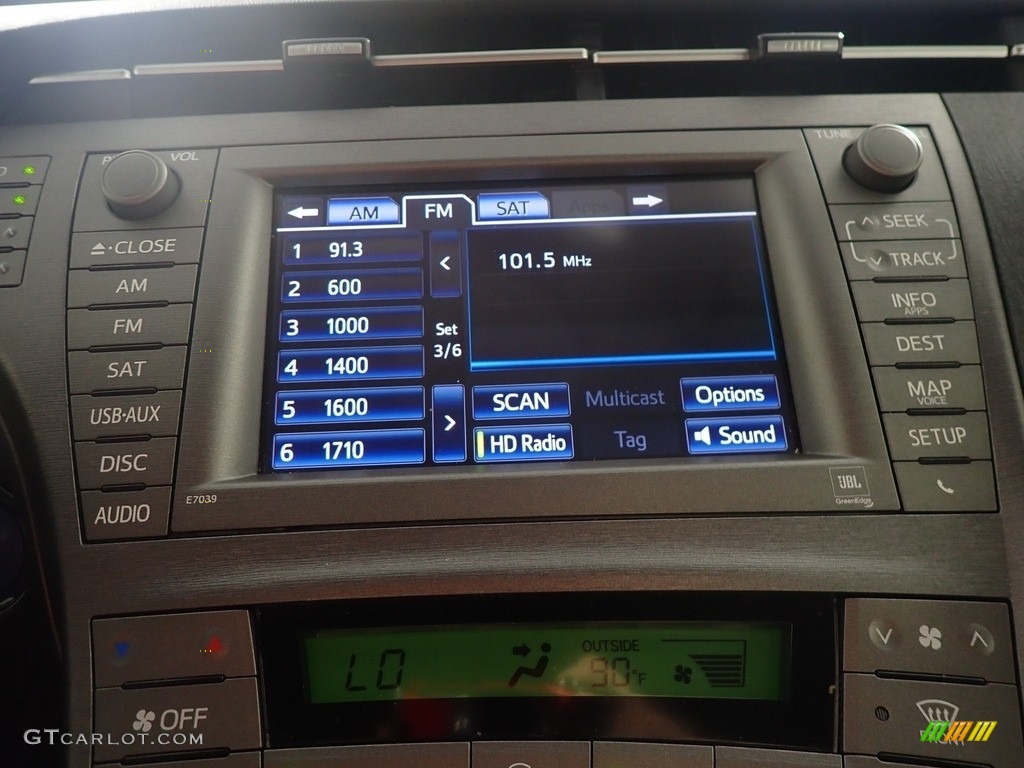 TUNE
VOL
AM
FM
SAT
Apps
SEEK
TRACK
CLOSE
AM
FM
SAT
USB·AUX
DISC
AUDIO
1 91.3
2 600
3 1000
4 1400
5 1600
6 1710
<
Set
3/6
>
101.5 MHz
SCAN
Multicast
Options
HD Radio
Tag
Sound
INFO
APPS
DEST
MAP
VOICE
SETUP
E7039
JBL
GreenEdge
LO
OUTSIDE
90°F
OFF
FRONT
GTCARLOT.COM